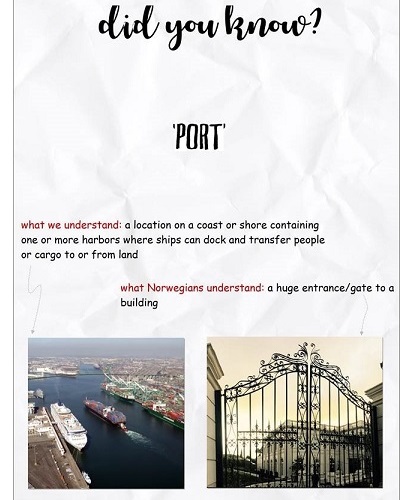 did you know?
'PORT'
what we understand: a location on a coast or shore containing
one or more harbors where ships can dock and transfer people
or cargo to or from land
what Norwegians understand: a huge entrance/gate to a
building